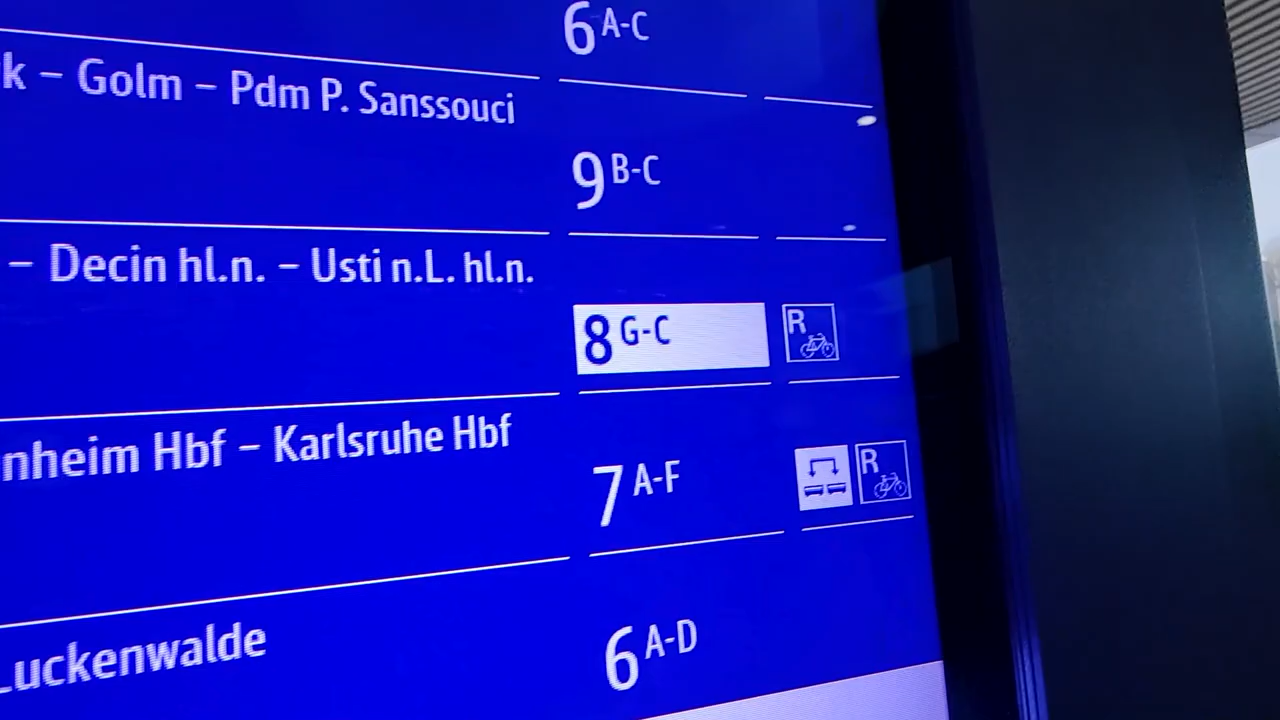 6 A-C
– Golm – Pdm P. Sanssouci
9 B-C
– Decin hl.n. – Usti n.L. hl.n.
8 G-C R
nheim Hbf – Karlsruhe Hbf
7 A-F R
Luckenwalde
6 A-D